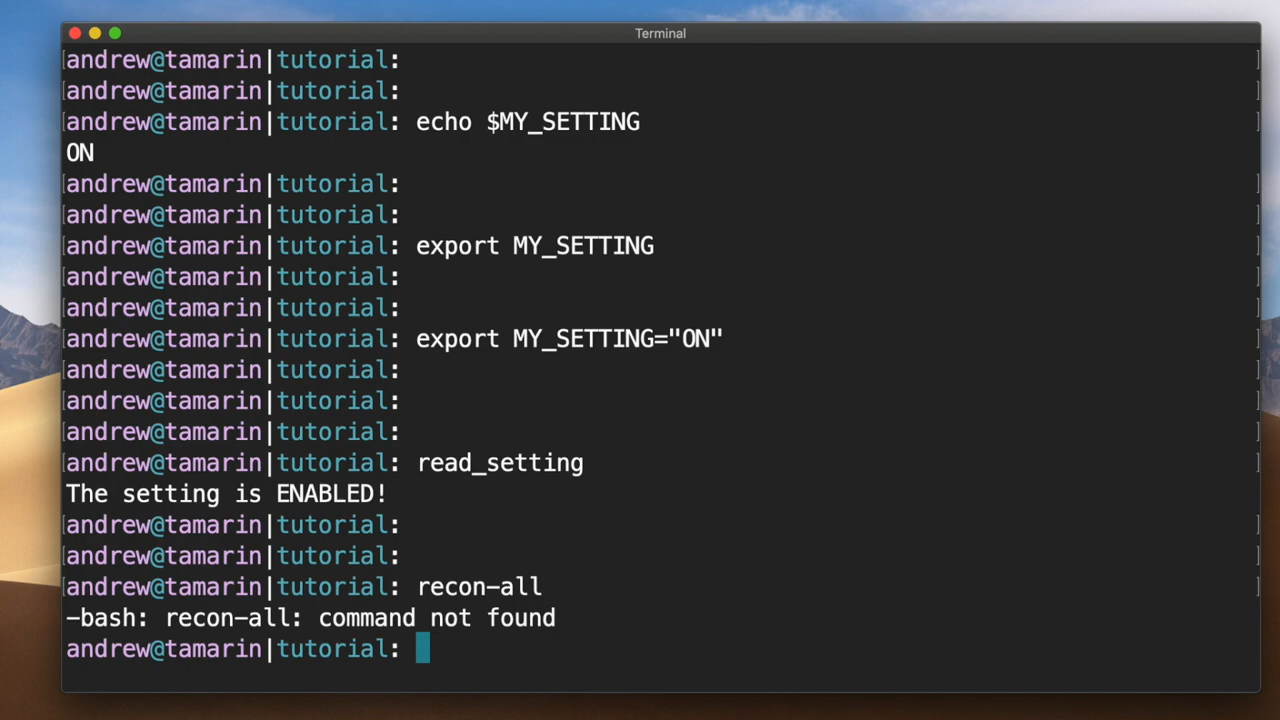 Terminal
andrew@tamarin|tutorial:
andrew@tamarin|tutorial:
andrew@tamarin|tutorial: echo $MY_SETTING
ON
andrew@tamarin|tutorial:
andrew@tamarin|tutorial:
andrew@tamarin|tutorial: export MY_SETTING
andrew@tamarin|tutorial:
andrew@tamarin|tutorial:
andrew@tamarin|tutorial: export MY_SETTING="ON"
andrew@tamarin|tutorial:
andrew@tamarin|tutorial:
andrew@tamarin|tutorial:
andrew@tamarin|tutorial: read_setting
The setting is ENABLED!
andrew@tamarin|tutorial:
andrew@tamarin|tutorial:
andrew@tamarin|tutorial: recon-all
-bash: recon-all: command not found
andrew@tamarin|tutorial: